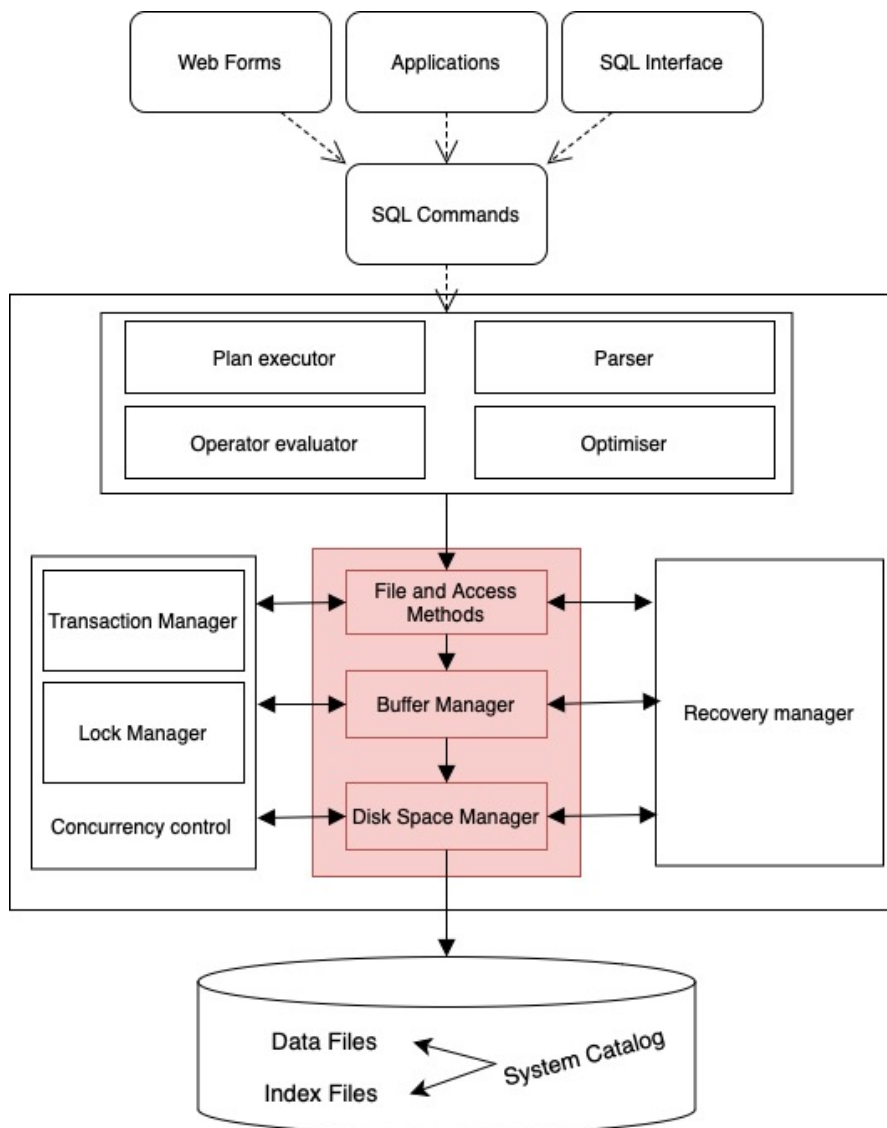 Web Forms
Applications
SQL Interface
SQL Commands
Plan executor
Parser
Operator evaluator
Optimiser
File and Access
Methods
Transaction Manager
Buffer Manager
Recovery manager
Lock Manager
Disk Space Manager
Concurrency control
Data Files
System Catalog
Index Files